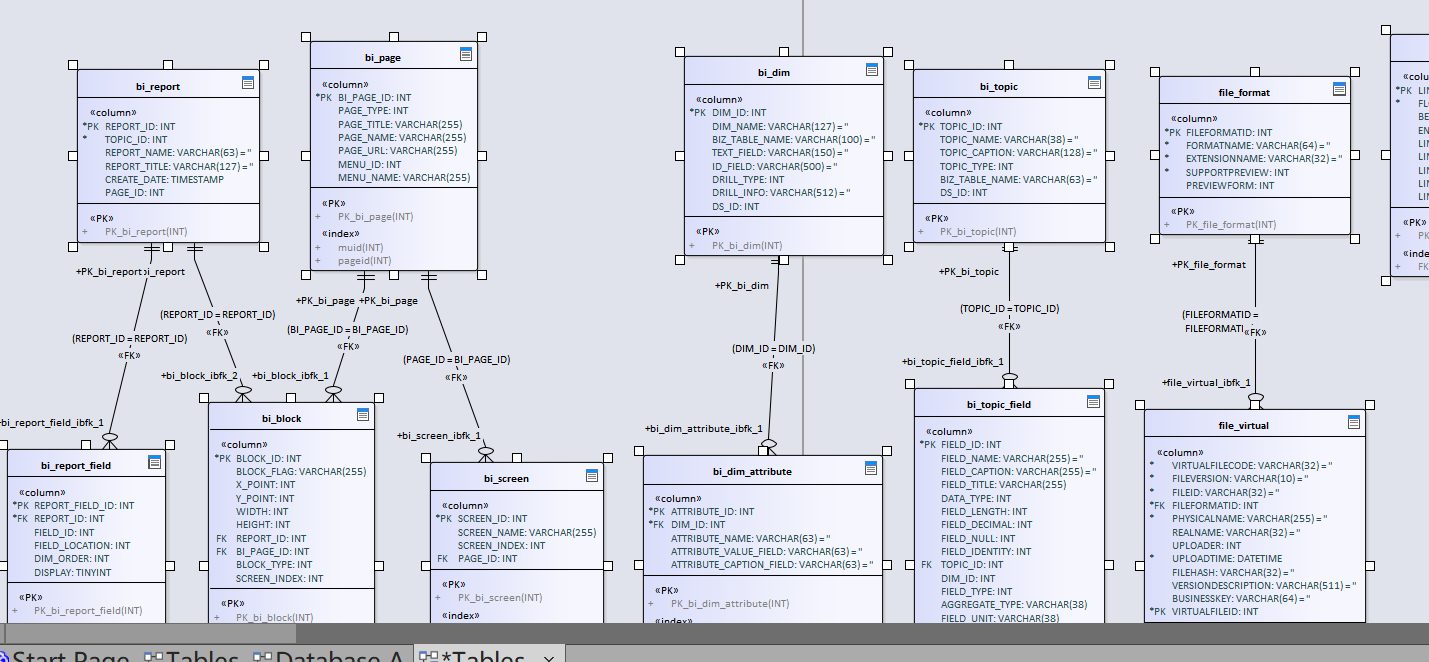 bi_report
«column»
*PK REPORT_ID: INT
* TOPIC_ID: INT
REPORT_NAME: VARCHAR(63) = ''
REPORT_TITLE: VARCHAR(127) = ''
CREATE_DATE: TIMESTAMP
PAGE_ID: INT
«PK»
+ PK_bi_report(INT)
bi_page
«column»
*PK BI_PAGE_ID: INT
PAGE_TYPE: INT
PAGE_TITLE: VARCHAR(255)
PAGE_NAME: VARCHAR(255)
PAGE_URL: VARCHAR(255)
MENU_ID: INT
MENU_NAME: VARCHAR(255)
«PK»
+ PK_bi_page(INT)
«index»
+ muid(INT)
+ pageid(INT)
bi_dim
«column»
*PK DIM_ID: INT
DIM_NAME: VARCHAR(127) = ''
BIZ_TABLE_NAME: VARCHAR(100) = ''
TEXT_FIELD: VARCHAR(150) = ''
ID_FIELD: VARCHAR(500) = ''
DRILL_TYPE: INT
DRILL_INFO: VARCHAR(512) = ''
DS_ID: INT
«PK»
+ PK_bi_dim(INT)
bi_topic
«column»
*PK TOPIC_ID: INT
TOPIC_NAME: VARCHAR(38) = ''
TOPIC_CAPTION: VARCHAR(128) = ''
TOPIC_TYPE: INT
BIZ_TABLE_NAME: VARCHAR(63) = ''
DS_ID: INT
«PK»
+ PK_bi_topic(INT)
file_format
«column»
*PK FILEFORMATID: INT
* FORMATNAME: VARCHAR(64) = ''
* EXTENSIONNAME: VARCHAR(32) = ''
* SUPPORTPREVIEW: INT
PREVIEWFORM: INT
«PK»
+ PK_file_format(INT)
«colu
*PK LI
* FL
BE
EN
LI
LI
LI
LI
LI
«PK»
+ PK
«inde
+ FK
+PK_bi_report bi_report
(REPORT_ID = REPORT_ID)
«FK»
(REPORT_ID = REPORT_ID)
«FK»
+PK_bi_page +PK_bi_page
(BI_PAGE_ID = BI_PAGE_ID)
«FK»
(PAGE_ID = BI_PAGE_ID)
«FK»
+PK_bi_dim
(DIM_ID = DIM_ID)
«FK»
+PK_bi_topic
(TOPIC_ID = TOPIC_ID)
«FK»
+PK_file_format
(FILEFORMATID =
FILEFORMATI
«FK»
+bi_report_field_ibfk_1
+bi_block_ibfk_2 +bi_block_ibfk_1
+bi_screen_ibfk_1
+bi_dim_attribute_ibfk_1
+bi_topic_field_ibfk_1
+file_virtual_ibfk_1
bi_report_field
«column»
*PK REPORT_FIELD_ID: INT
*FK REPORT_ID: INT
FIELD_ID: INT
FIELD_LOCATION: INT
DIM_ORDER: INT
DISPLAY: TINYINT
«PK»
+ PK_bi_report_field(INT)
bi_block
«column»
*PK BLOCK_ID: INT
BLOCK_FLAG: VARCHAR(255)
X_POINT: INT
Y_POINT: INT
WIDTH: INT
HEIGHT: INT
FK REPORT_ID: INT
FK BI_PAGE_ID: INT
BLOCK_TYPE: INT
SCREEN_INDEX: INT
«PK»
+ PK_bi_block(INT)
bi_screen
«column»
*PK SCREEN_ID: INT
SCREEN_NAME: VARCHAR(255)
SCREEN_INDEX: INT
FK PAGE_ID: INT
«PK»
+ PK_bi_screen(INT)
«index»
bi_dim_attribute
«column»
*PK ATTRIBUTE_ID: INT
*FK DIM_ID: INT
ATTRIBUTE_NAME: VARCHAR(63) = ''
ATTRIBUTE_VALUE_FIELD: VARCHAR(63) = ''
ATTRIBUTE_CAPTION_FIELD: VARCHAR(63) = ''
«PK»
+ PK_bi_dim_attribute(INT)
«index»
bi_topic_field
«column»
*PK FIELD_ID: INT
FIELD_NAME: VARCHAR(255) = ''
FIELD_CAPTION: VARCHAR(255) = ''
FIELD_TITLE: VARCHAR(255)
DATA_TYPE: INT
FIELD_LENGTH: INT
FIELD_DECIMAL: INT
FIELD_NULL: INT
FIELD_IDENTITY: INT
FK TOPIC_ID: INT
DIM_ID: INT
FIELD_TYPE: INT
AGGREGATE_TYPE: VARCHAR(38)
FIELD_UNIT: VARCHAR(38)
file_virtual
«column»
* VIRTUALFILECODE: VARCHAR(32) = ''
* FILEVERSION: VARCHAR(10) = ''
* FILEID: VARCHAR(32) = ''
*FK FILEFORMATID: INT
* PHYSICALNAME: VARCHAR(255) = ''
REALNAME: VARCHAR(32) = ''
UPLOADER: INT
* UPLOADTIME: DATETIME
FILEHASH: VARCHAR(32) = ''
VERSIONDESCRIPTION: VARCHAR(511) = ''
BUSINESSKEY: VARCHAR(64) = ''
*PK VIRTUALFILEID: INT
Start Page Tables Database A *Tables